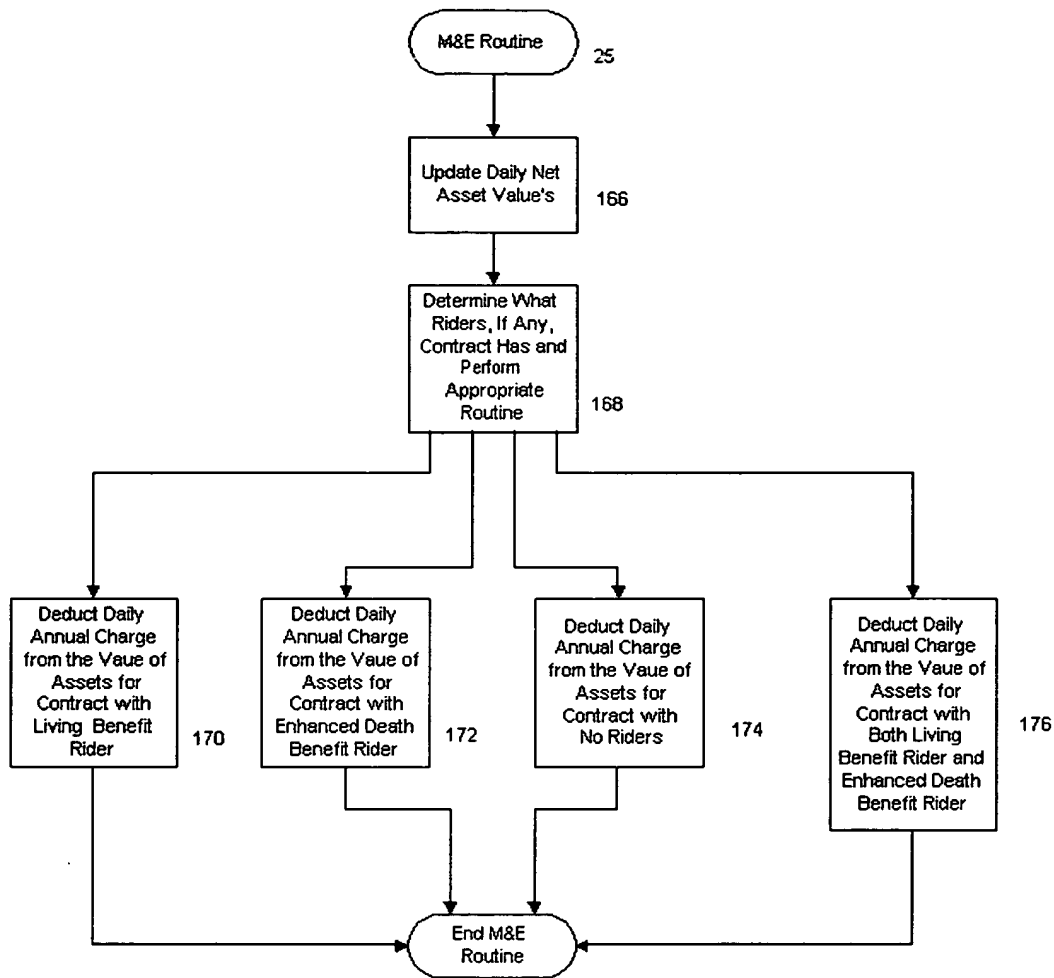 M&E Routine
25
Update Daily Net
Asset Value's
166
Determine What
Riders, If Any,
Contract Has and
Perform
Appropriate
Routine
168
Deduct Daily
Annual Charge
from the Vaue of
Assets for
Contract with
Living Benefit
Rider
170
Deduct Daily
Annual Charge
from the Vaue of
Assets for
Contract with
Enhanced Death
Benefit Rider
172
Deduct Daily
Annual Charge
from the Vaue of
Assets for
Contract with
No Riders
174
Deduct Daily
Annual Charge
from the Vaue of
Assets for
Contract with
Both Living
Benefit Rider and
Enhanced Death
Benefit Rider
176
End M&E
Routine